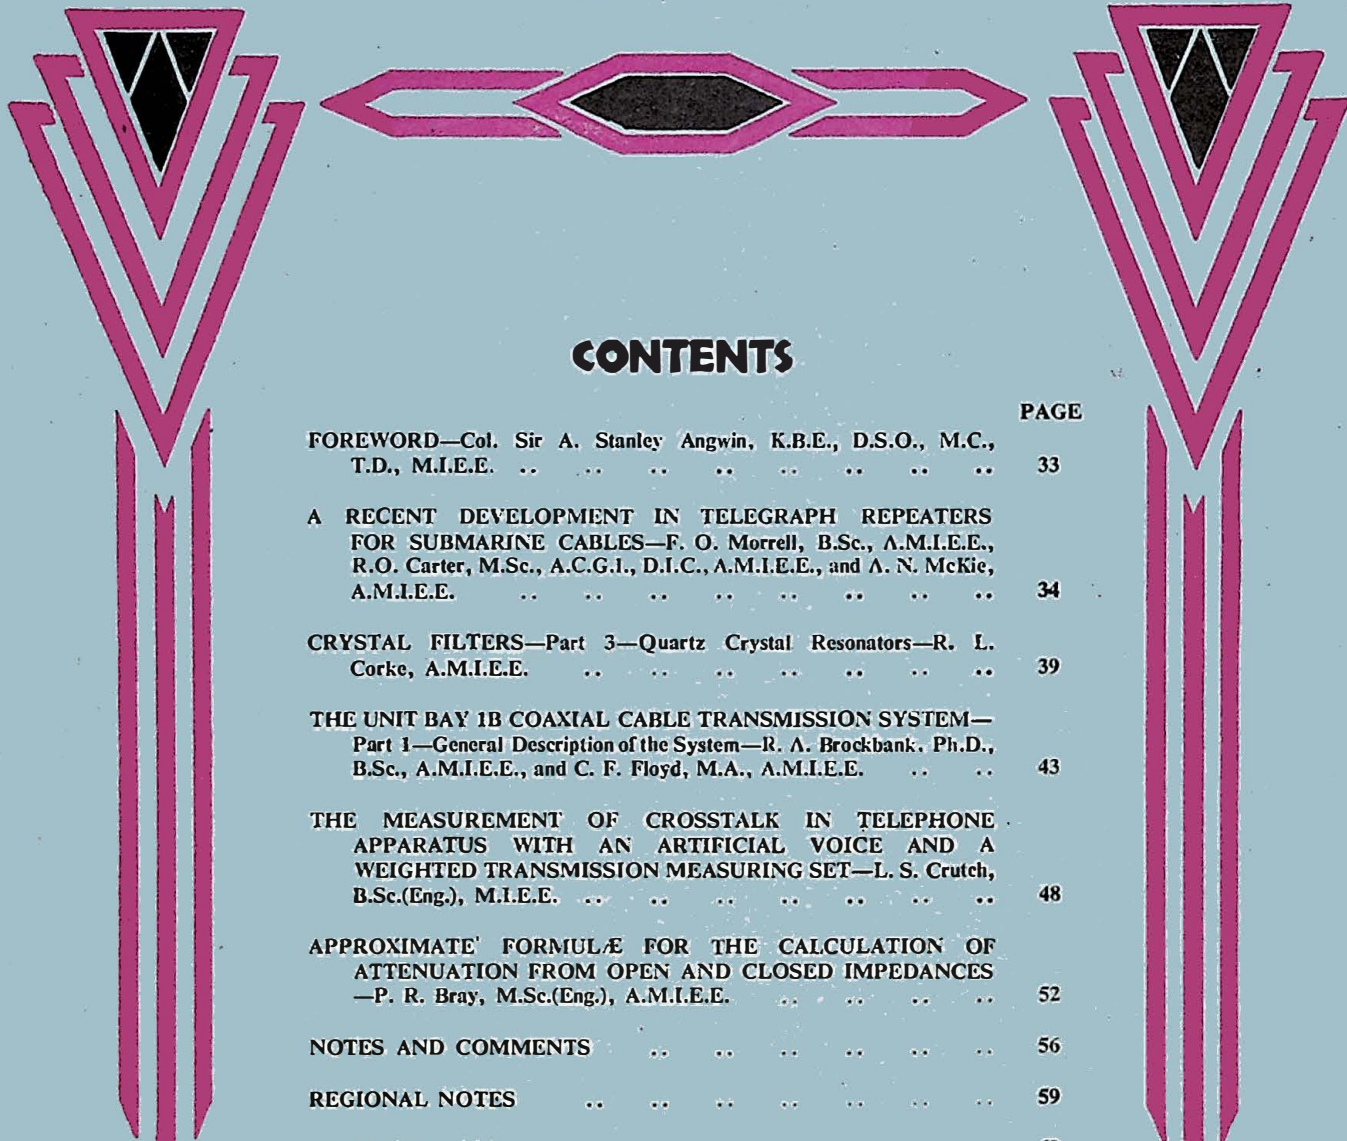 CONTENTS
PAGE
FOREWORD—Col. Sir A. Stanley Angwin, K.B.E., D.S.O., M.C.,
T.D., M.I.E.E. .. .. .. .. .. .. .. .. 33
A RECENT DEVELOPMENT IN TELEGRAPH REPEATERS
FOR SUBMARINE CABLES—F. O. Morrell, B.Sc., A.M.I.E.E.,
R.O. Carter, M.Sc., A.C.G.I., D.I.C., A.M.I.E.E., and A. N. McKie,
A.M.I.E.E. .. .. .. .. .. .. .. .. 34
CRYSTAL FILTERS—Part 3—Quartz Crystal Resonators—R. L.
Corke, A.M.I.E.E. .. .. .. .. .. .. .. 39
THE UNIT BAY 1B COAXIAL CABLE TRANSMISSION SYSTEM—
Part 1—General Description of the System—R. A. Brockbank, Ph.D.,
B.Sc., A.M.I.E.E., and C. F. Floyd, M.A., A.M.I.E.E. .. .. 43
THE MEASUREMENT OF CROSSTALK IN TELEPHONE
APPARATUS WITH AN ARTIFICIAL VOICE AND A
WEIGHTED TRANSMISSION MEASURING SET—L. S. Crutch,
B.Sc.(Eng.), M.I.E.E. .. .. .. .. .. .. .. 48
APPROXIMATE FORMULÆ FOR THE CALCULATION OF
ATTENUATION FROM OPEN AND CLOSED IMPEDANCES
—P. R. Bray, M.Sc.(Eng.), A.M.I.E.E. .. .. .. .. 52
NOTES AND COMMENTS .. .. .. .. .. .. 56
REGIONAL NOTES .. .. .. .. .. .. .. 59